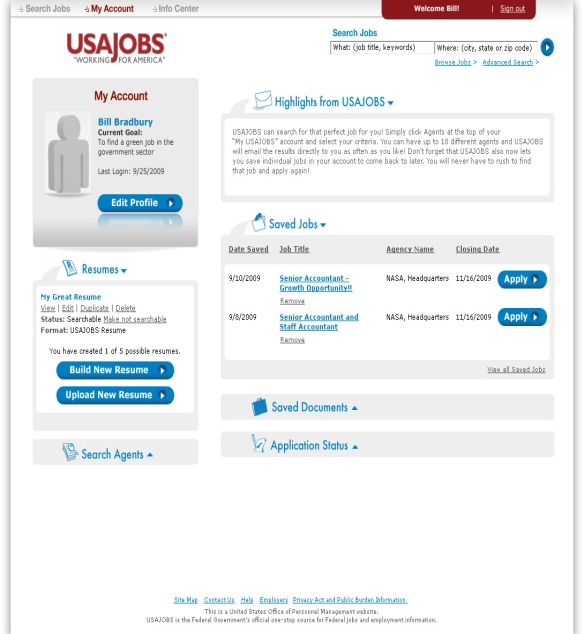 Search Jobs
My Account
Info Center
Welcome Bill!
| Sign out
USAJOBS®
"WORKING FOR AMERICA"
Search Jobs
What: (job title, keywords)
Where: (city, state or zip code)
Browse Jobs > Advanced Search >
My Account
Bill Bradbury
Current Goal:
To find a green job in the
government sector
Last Login: 9/25/2009
Edit Profile
Resumes
My Great Resume
View | Edit | Duplicate | Delete
Status: Searchable Make not searchable
Format: USAJOBS Resume
You have created 1 of 5 possible resumes.
Build New Resume
Upload New Resume
Search Agents
Highlights from USAJOBS
USAJOBS can search for that perfect job for you! Simply click Agents at the top of your
"My USAJOBS" account and select your criteria. You can have up to 10 different agents and USAJOBS
will email the results directly to you as often as you like! Don't forget that USAJOBS also now lets
you save individual jobs in your account to come back to later. You will never have to rush to find
that job and apply again!
Saved Jobs
Date Saved Job Title Agency Name Closing Date
9/10/2009 Senior Accountant - NASA, Headquarters 11/16/2009 Apply
Growth Opportunity!!
Remove
9/8/2009 Senior Accountant and NASA, Headquarters 11/16/2009 Apply
Staff Accountant
Remove
View all Saved Jobs
Saved Documents
Application Status
Site Map Contact Us Help Employers Privacy Act and Public Burden Information
This is a United States Office of Personnel Management website.
USAJOBS is the Federal Government's official one-stop source for Federal jobs and employment information.